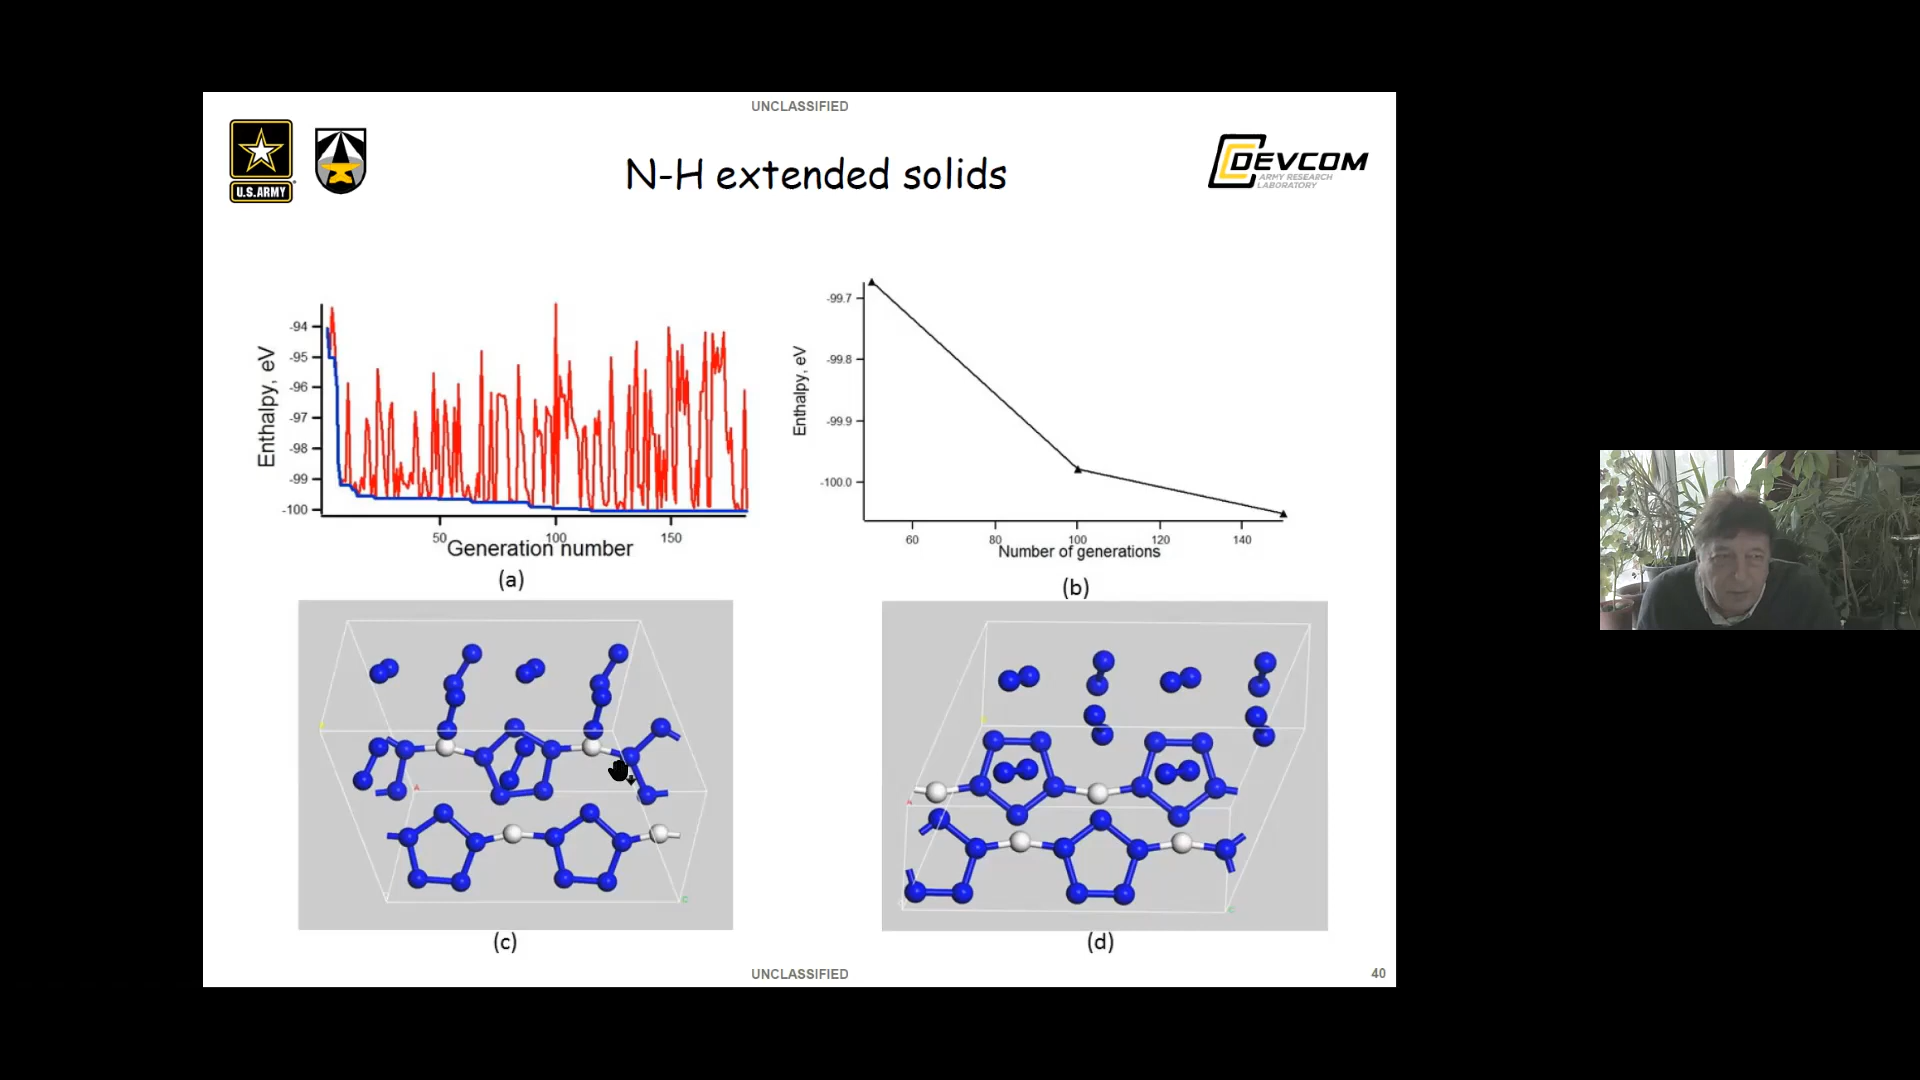 UNCLASSIFIED
U.S.ARMY
N-H extended solids
DEVCOM
ARMY RESEARCH
LABORATORY
Enthalpy, eV
-94
-95
-96
-97
-98
-99
-100
50
100
150
Generation number
(a)
Enthalpy, eV
-99.7
-99.8
-99.9
-100.0
60
80
100
120
140
Number of generations
(b)
(c)
(d)
UNCLASSIFIED
40